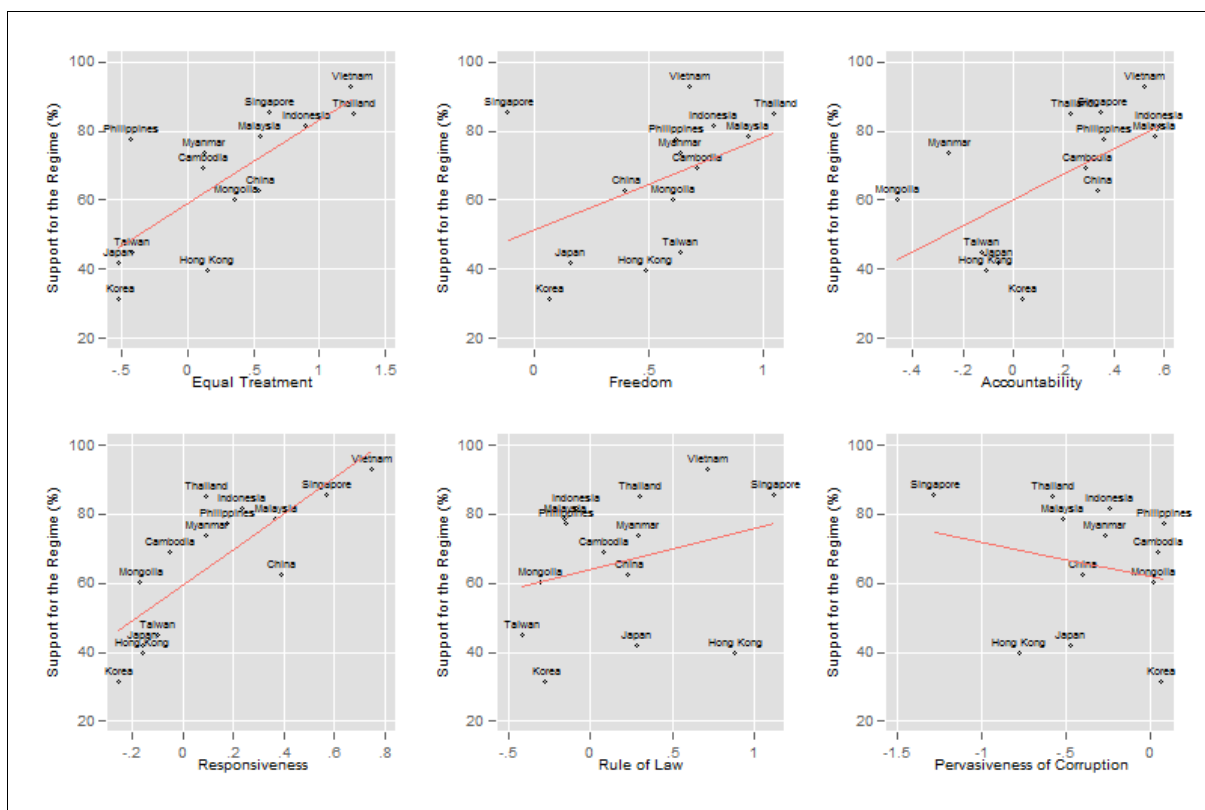 Support for the Regime (%)
100
80
60
40
20
Vietnam
Singapore
Thailand
Indonesia
Philippines
Malaysia
Myanmar
Cambodia
China
Mongolia
Taiwan
Japan
Hong Kong
Korea
-.5 0 .5 1 1.5
Equal Treatment
Support for the Regime (%)
100
80
60
40
20
Vietnam
Singapore
Thailand
Indonesia
Philippines
Malaysia
Myanmar
Cambodia
China
Mongolia
Taiwan
Japan
Hong Kong
Korea
0 .5 1
Freedom
Support for the Regime (%)
100
80
60
40
20
Vietnam
Thailand
Singapore
Indonesia
Philippines
Malaysia
Myanmar
Cambodia
China
Mongolia
Taiwan
Japan
Hong Kong
Korea
-.4 -.2 0 .2 .4 .6
Accountability
Support for the Regime (%)
100
80
60
40
20
Vietnam
Thailand
Singapore
Indonesia
Malaysia
Philippines
Myanmar
Cambodia
Mongolia
China
Taiwan
Japan
Hong Kong
Korea
-.2 0 .2 .4 .6 .8
Responsiveness
Support for the Regime (%)
100
80
60
40
20
Vietnam
Thailand
Singapore
Indonesia
Malaysia
Philippines
Myanmar
Cambodia
Mongolia
China
Taiwan
Japan
Hong Kong
Korea
-.5 0 .5 1
Rule of Law
Support for the Regime (%)
100
80
60
40
20
Singapore
Thailand
Indonesia
Malaysia
Philippines
Myanmar
Cambodia
China
Mongolia
Japan
Hong Kong
Korea
-1.5 -1 -.5 0
Pervasiveness of Corruption